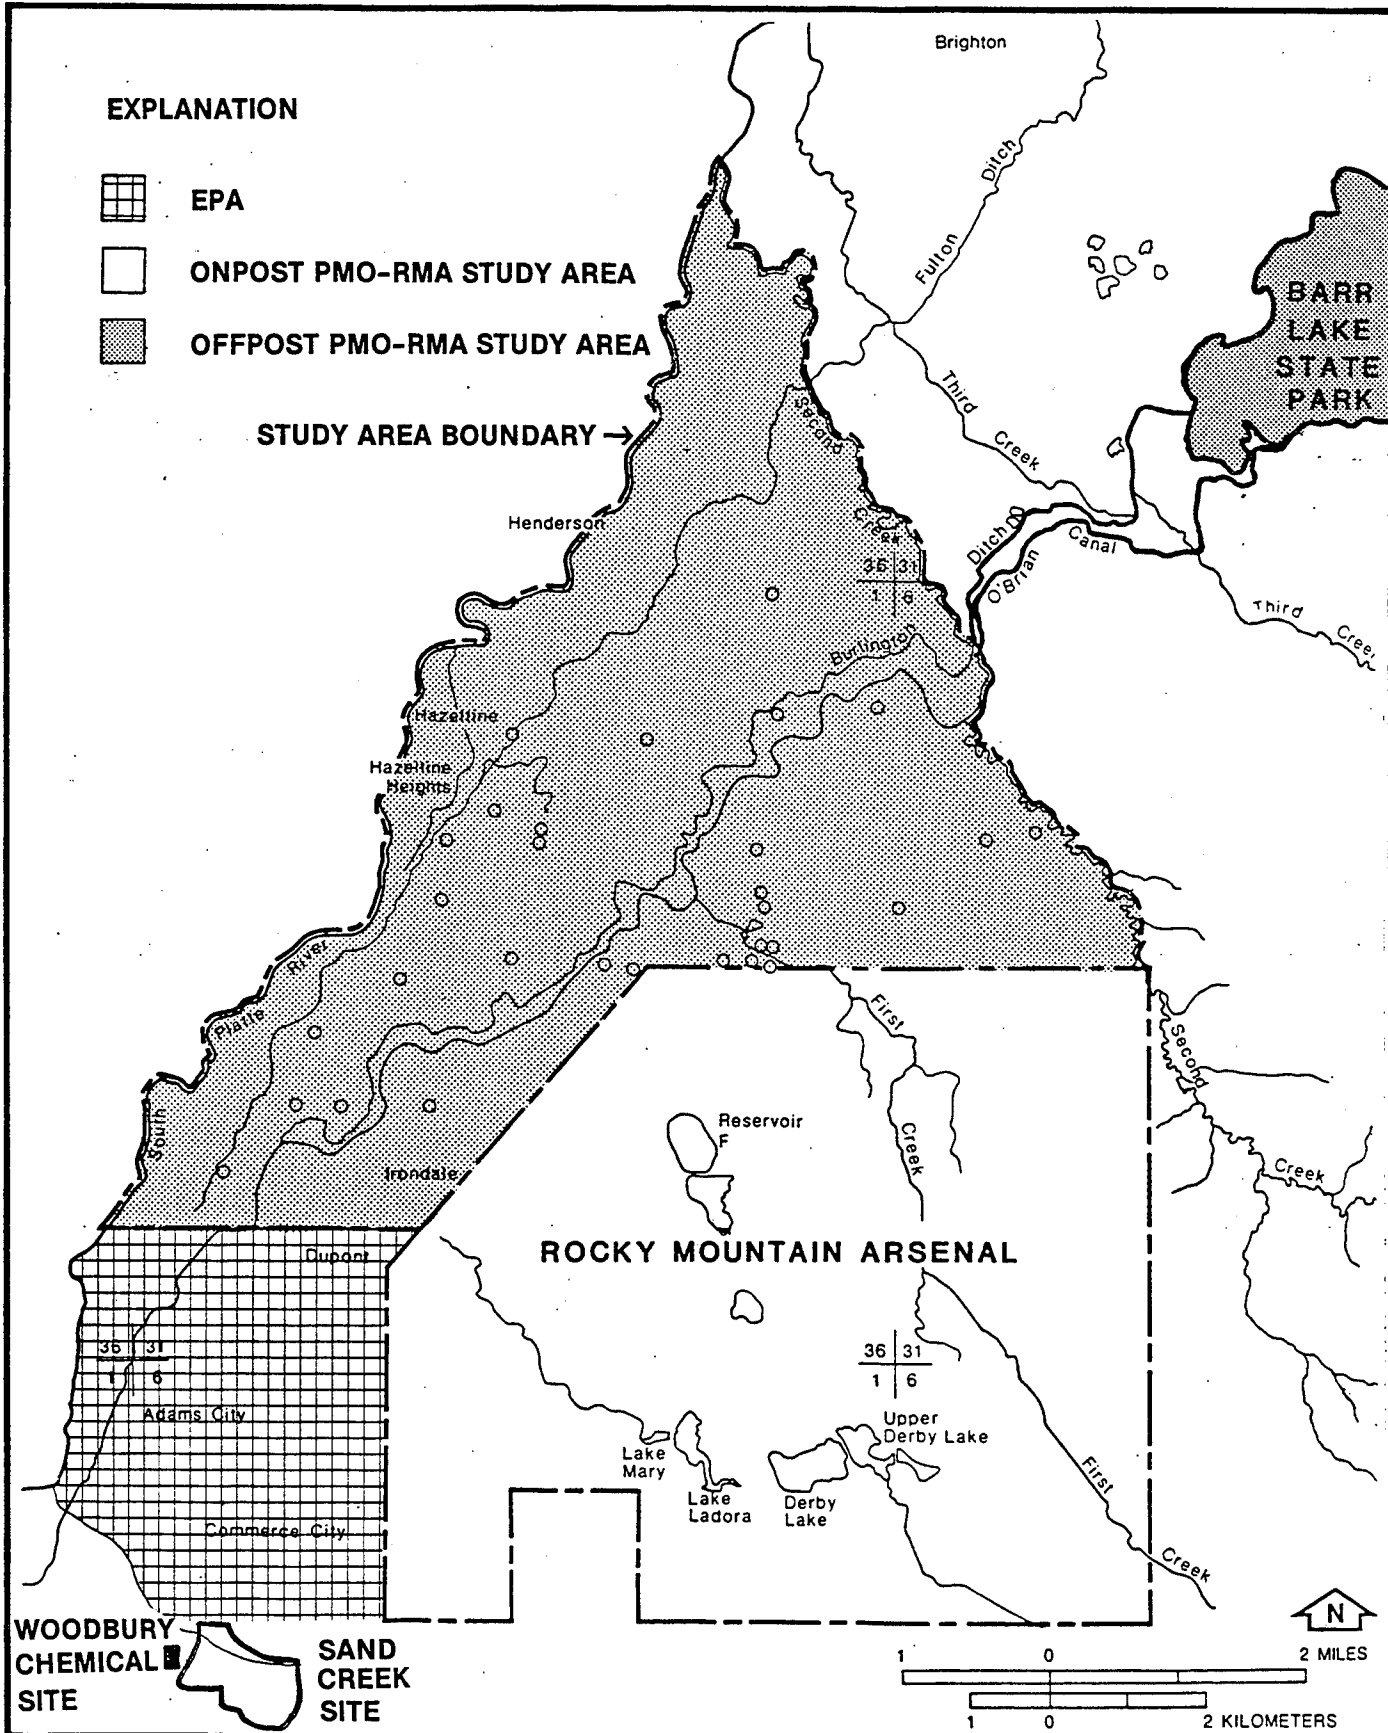 Brighton
EXPLANATION
EPA
ONPOST PMO-RMA STUDY AREA
OFFPOST PMO-RMA STUDY AREA
STUDY AREA BOUNDARY →
Ditch
Fulton
BARR
LAKE
STATE
PARK
Third
Creek
Second
Creek
Henderson
Ditch
O'Brian
Canal
36 31
1 6
Third
Creek
Burlington
Hazeltine
Hazeltine
Heights
River
Platte
South
First
Creek
Second
Creek
Reservoir
F
Irondale
Dupont
ROCKY MOUNTAIN ARSENAL
36 31
1 6
36 31
1 6
Adams City
Upper
Derby Lake
Lake
Mary
Lake
Ladora
Derby
Lake
First
Creek
Commerce City
WOODBURY
CHEMICAL
SITE
SAND
CREEK
SITE
N
1 0 2 MILES
1 0 2 KILOMETERS